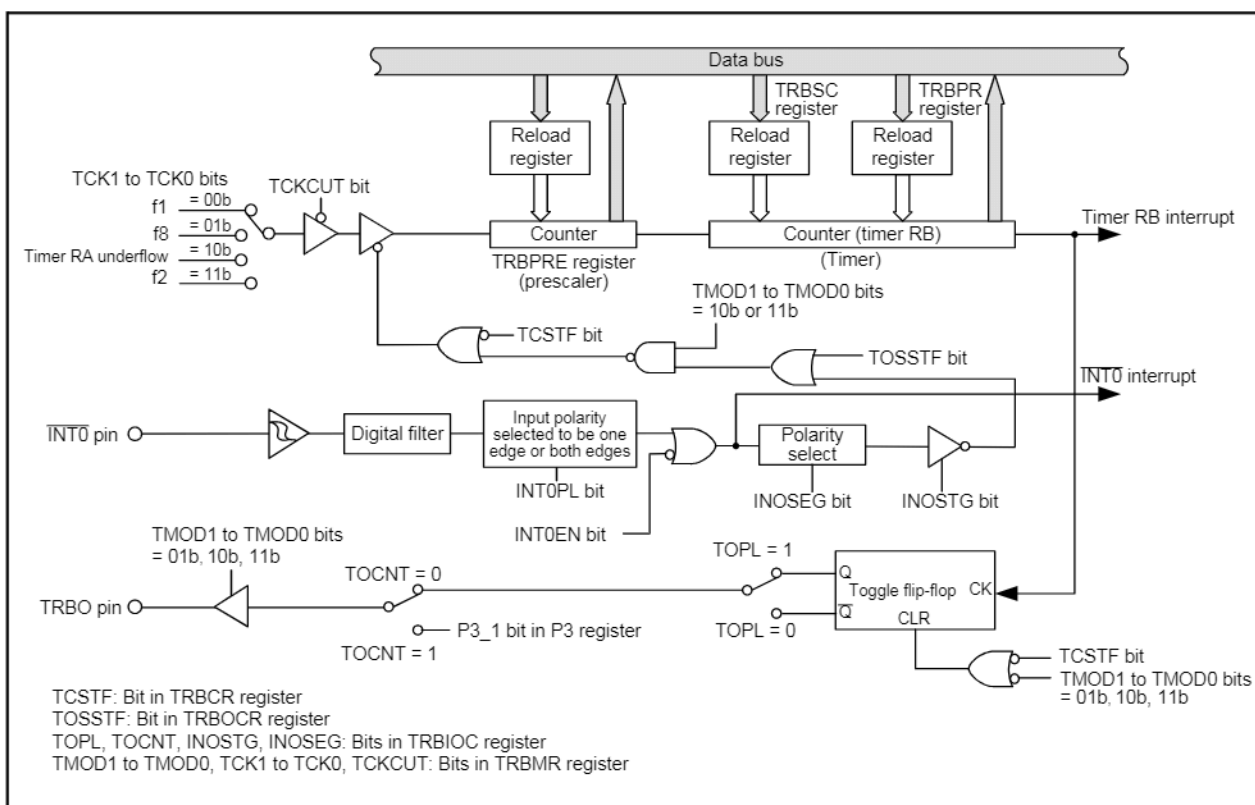 Data bus
TRBSC
register
TRBPR
register
Reload
register
Reload
register
Reload
register
TCK1 to TCK0 bits
= 00b
f1
= 01b
f8
= 10b
Timer RA underflow
= 11b
f2
TCKCUT bit
Counter
TRBPRE register
(prescaler)
Counter (timer RB)
(Timer)
Timer RB interrupt
TMOD1 to TMOD0 bits
= 10b or 11b
TCSTF bit
TOSSTF bit
INT0 interrupt
INT0 pin
Digital filter
Input polarity
selected to be one
edge or both edges
Polarity
select
INT0PL bit
INOSEG bit
INOSTG bit
INT0EN bit
TMOD1 to TMOD0 bits
= 01b, 10b, 11b
TOCNT = 0
TOPL = 1
Q
Toggle flip-flop
CK
Q
CLR
TRBO pin
P3_1 bit in P3 register
TOCNT = 1
TOPL = 0
TCSTF bit
TMOD1 to TMOD0 bits
= 01b, 10b, 11b
TCSTF: Bit in TRBCR register
TOSSTF: Bit in TRBOCR register
TOPL, TOCNT, INOSTG, INOSEG: Bits in TRBIOC register
TMOD1 to TMOD0, TCK1 to TCK0, TCKCUT: Bits in TRBMR register